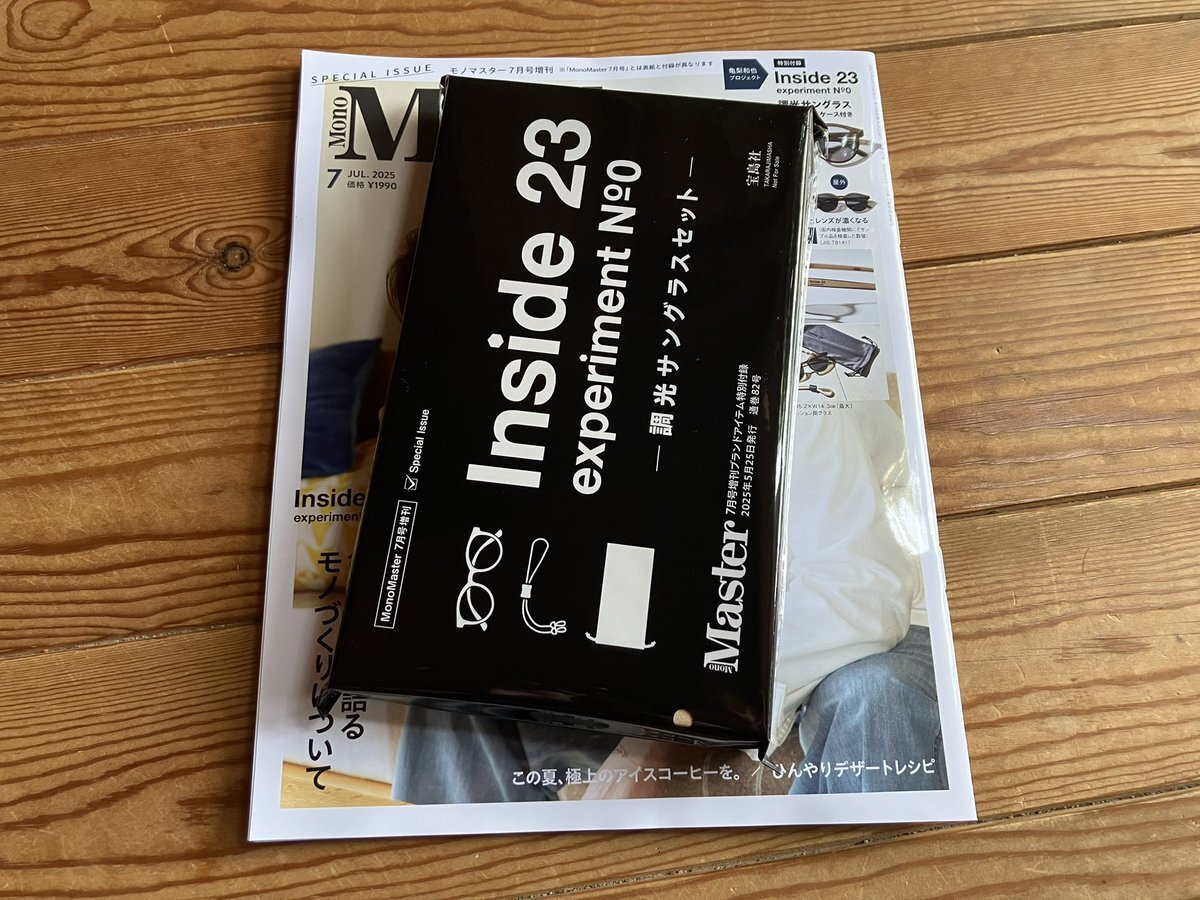 SPECIAL ISSUE
モノマスター 7月号増刊 ※「MonoMaster 7月号」とは表紙と付録が異なります
亀梨和也
プロジェクト
特別付録
Inside 23
experiment Nº0
調光サングラス
ケース付き
屋外
レンズが濃くなる
Mono
M
7 JUL. 2025
価格 ¥1990
Inside
experiment
語る
モノづくりについて
この夏、極上のアイスコーヒーを。 / ひんやりデザートレシピ
MonoMaster 7月号増刊
Special Issue
Inside 23
experiment Nº0
― 調光サングラスセット ―
宝島社
TAKARAJIMASHA
Not For Sale
MonoMaster
7月号増刊ブランドアイテム特別付録
2025年5月25日発行 通巻82号